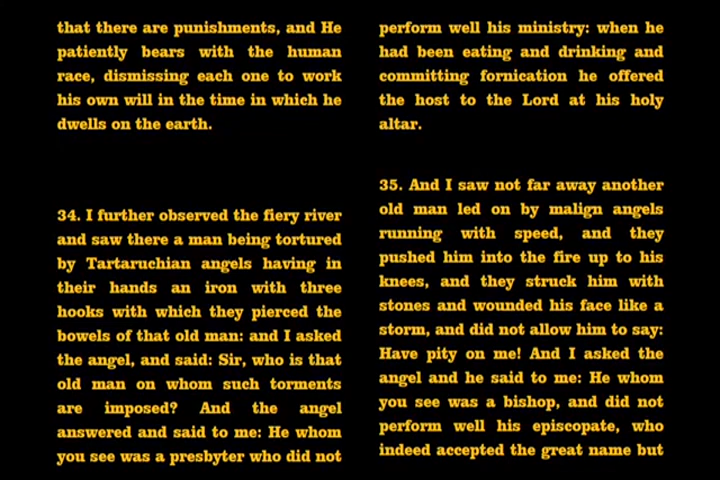 that there are punishments, and He
patiently bears with the human
race, dismissing each one to work
his own will in the time in which he
dwells on the earth.
34. I further observed the fiery river
and saw there a man being tortured
by Tartaruchian angels having in
their hands an iron with three
hooks with which they pierced the
bowels of that old man: and I asked
the angel, and said: Sir, who is that
old man on whom such torments
are imposed? And the angel
answered and said to me: He whom
you see was a presbyter who did not
perform well his ministry: when he
had been eating and drinking and
committing fornication he offered
the host to the Lord at his holy
altar.
35. And I saw not far away another
old man led on by malign angels
running with speed, and they
pushed him into the fire up to his
knees, and they struck him with
stones and wounded his face like a
storm, and did not allow him to say:
Have pity on me! And I asked the
angel and he said to me: He whom
you see was a bishop, and did not
perform well his episcopate, who
indeed accepted the great name but